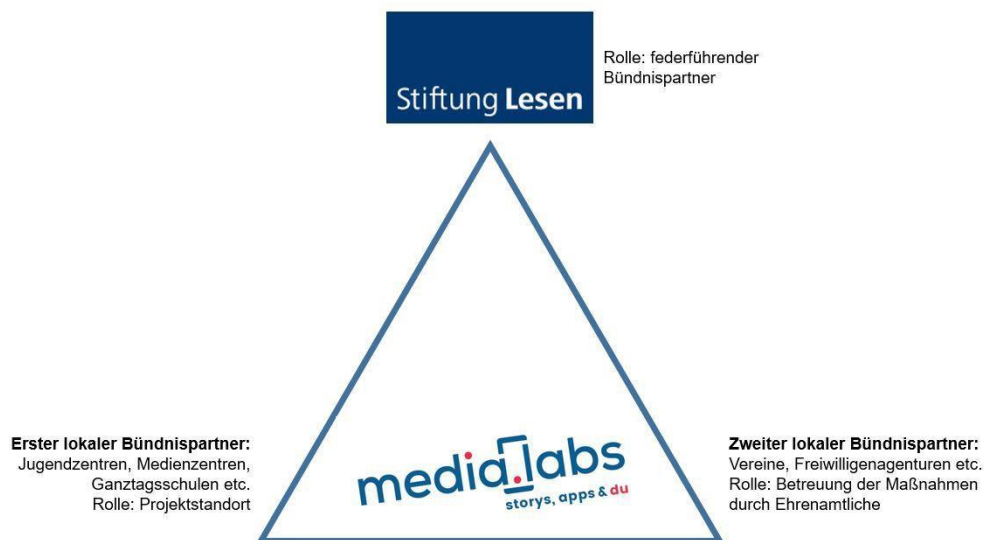 Stiftung Lesen
Rolle: federführender
Bündnispartner
Erster lokaler Bündnispartner:
Jugendzentren, Medienzentren,
Ganztagsschulen etc.
Rolle: Projektstandort
media.labs
storys, apps & du
Zweiter lokaler Bündnispartner:
Vereine, Freiwilligenagenturen etc.
Rolle: Betreuung der Maßnahmen
durch Ehrenamtliche